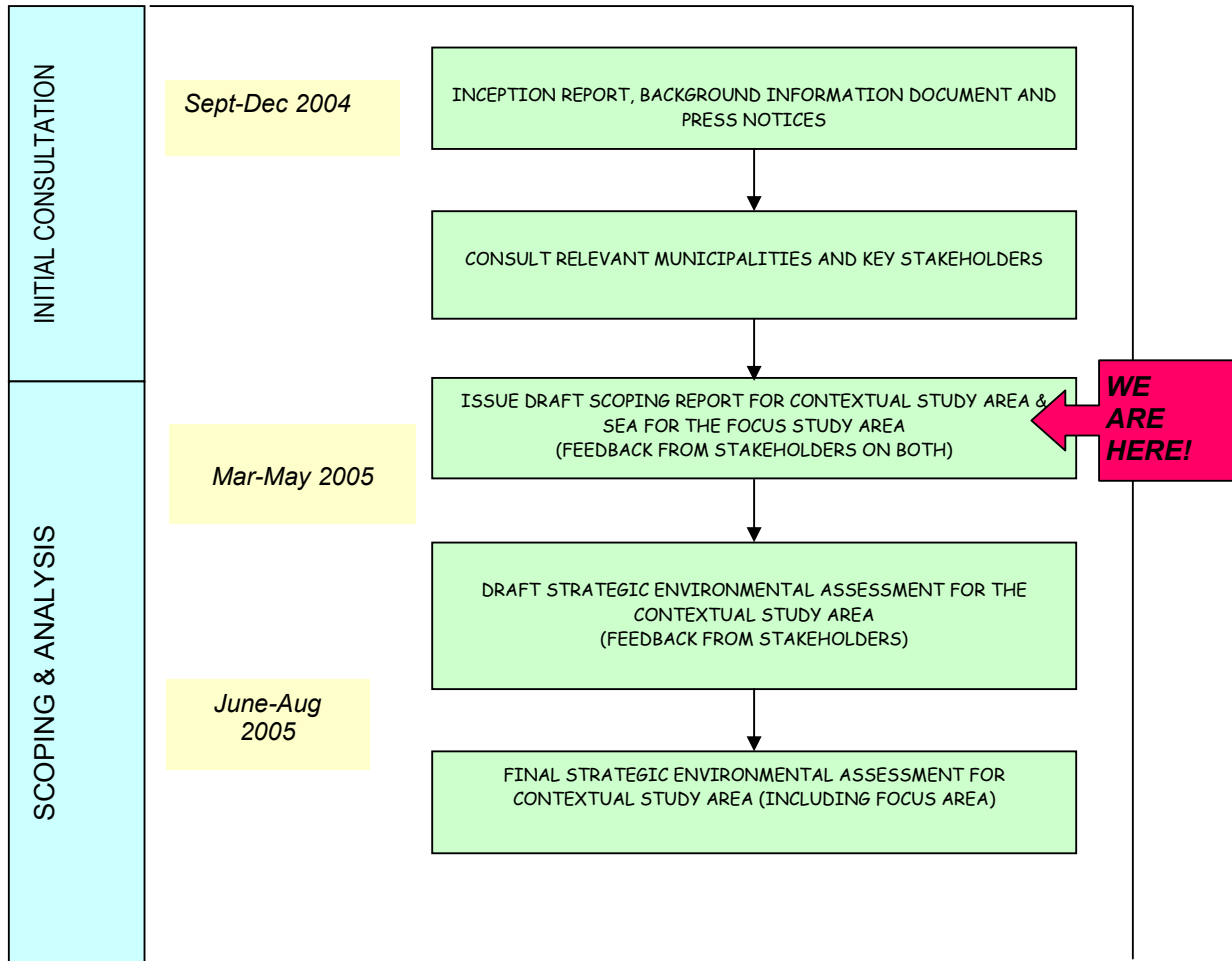 INITIAL CONSULTATION
Sept-Dec 2004
INCEPTION REPORT, BACKGROUND INFORMATION DOCUMENT AND
PRESS NOTICES
CONSULT RELEVANT MUNICIPALITIES AND KEY STAKEHOLDERS
SCOPING & ANALYSIS
ISSUE DRAFT SCOPING REPORT FOR CONTEXTUAL STUDY AREA &
SEA FOR THE FOCUS STUDY AREA
(FEEDBACK FROM STAKEHOLDERS ON BOTH)
WE
ARE
HERE!
Mar-May 2005
DRAFT STRATEGIC ENVIRONMENTAL ASSESSMENT FOR THE
CONTEXTUAL STUDY AREA
(FEEDBACK FROM STAKEHOLDERS)
June-Aug
2005
FINAL STRATEGIC ENVIRONMENTAL ASSESSMENT FOR
CONTEXTUAL STUDY AREA (INCLUDING FOCUS AREA)